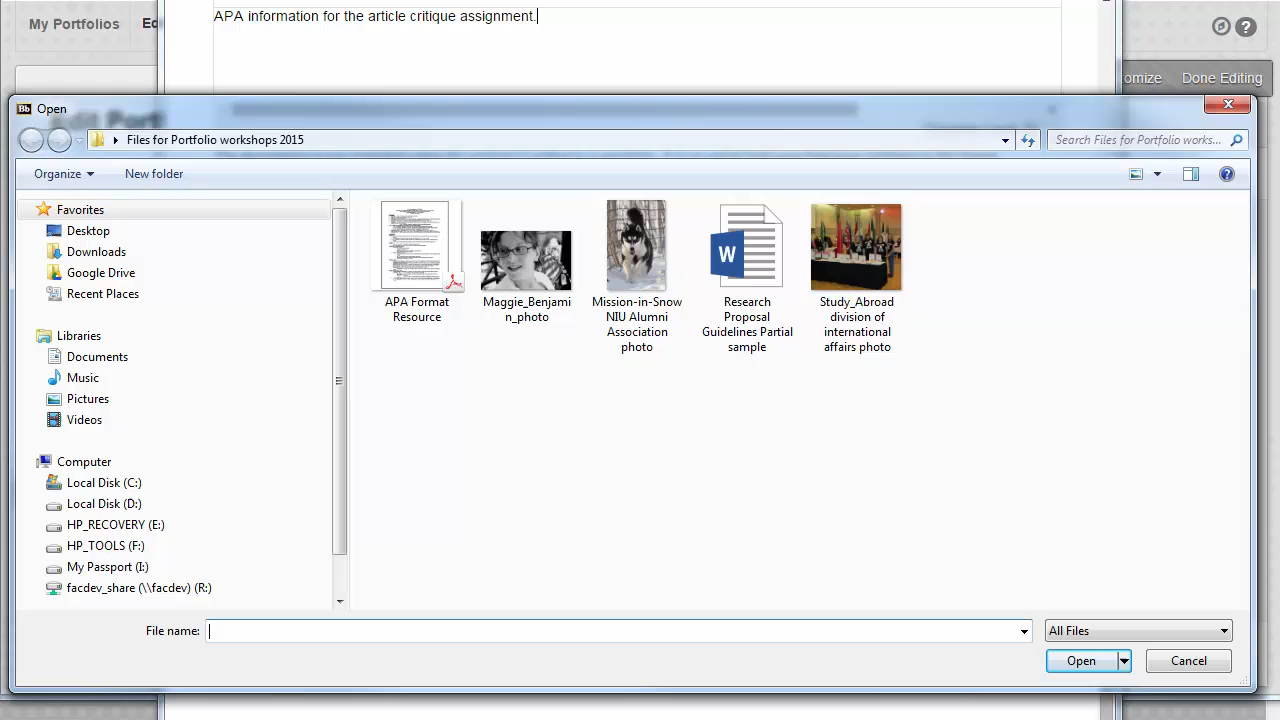 My Portfolios
Ed
APA information for the article critique assignment.
?
omize
Done Editing
Bb
Open
Edit Port
Files for Portfolio workshops 2015
Search Files for Portfolio works...
Organize
New folder
?
Favorites
Desktop
Downloads
Google Drive
Recent Places
Libraries
Documents
Music
Pictures
Videos
Computer
Local Disk (C:)
Local Disk (D:)
HP_RECOVERY (E:)
HP_TOOLS (F:)
My Passport (I:)
facdev_share (\\facdev) (R:)
APA Format
Resource
Maggie_Benjami
n_photo
Mission-in-Snow
NIU Alumni
Association
photo
W
Research
Proposal
Guidelines Partial
sample
Study_Abroad
division of
international
affairs photo
File name:
All Files
Open
Cancel